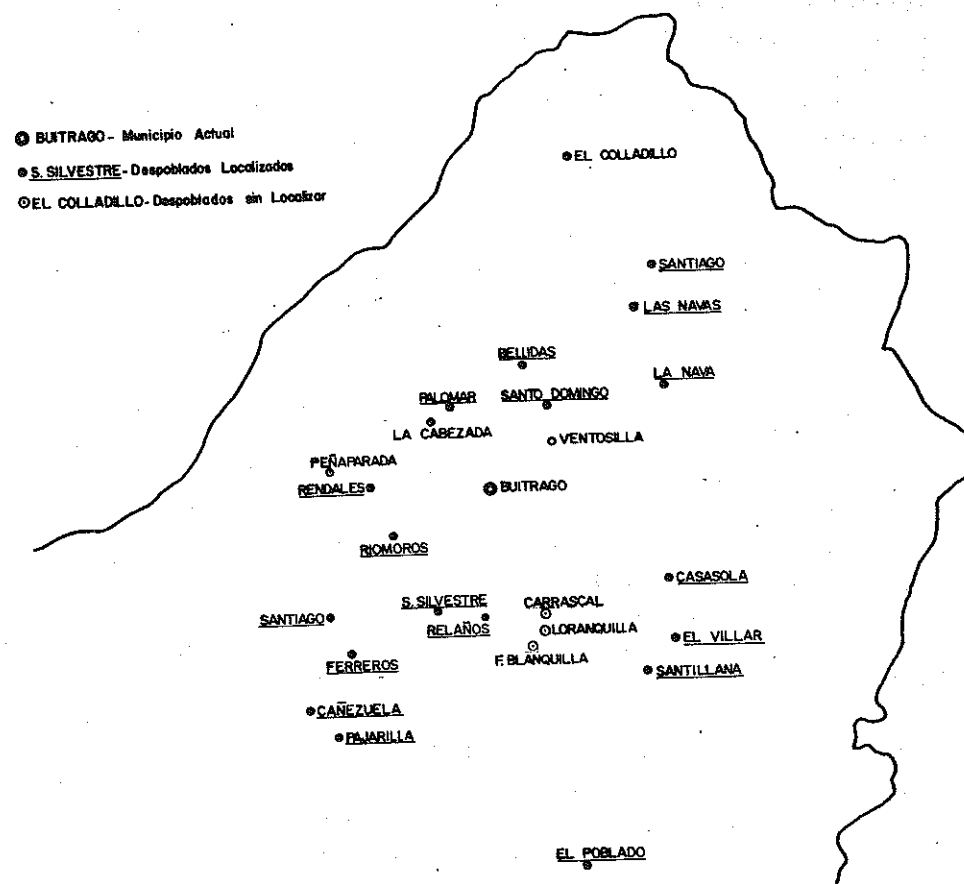 BUITRAGO - Municipio Actual
S. SILVESTRE - Despoblados Localizados
EL COLLADILLO - Despoblados sin Localizar
EL COLLADILLO
SANTIAGO
LAS NAVAS
BELLIDAS
LA NAVA
PALOMAR
SANTO DOMINGO
LA CABEZADA
VENTOSILLA
PEÑAPARADA
RENDALES
BUITRAGO
RIOMOROS
CASASOLA
S. SILVESTRE
CARRASCAL
SANTIAGO
RELAÑOS
LORANQUILLA
EL VILLAR
F. BLANQUILLA
FERREROS
SANTILLANA
CAÑEZUELA
PAJARILLA
EL POBLADO